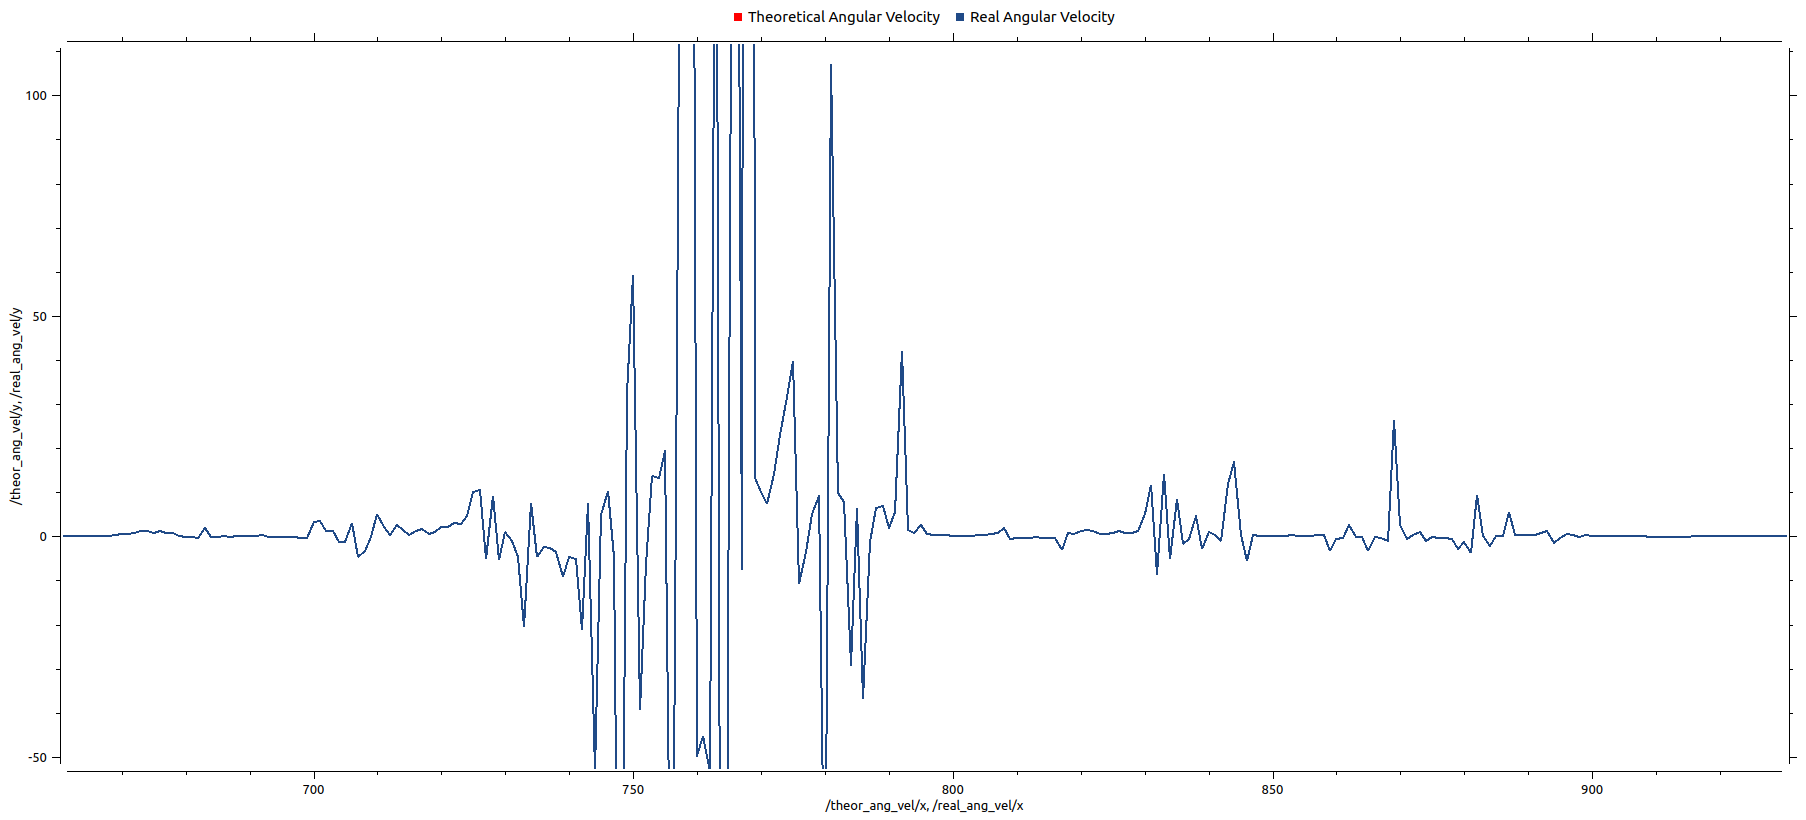 Theoretical Angular Velocity Real Angular Velocity
/theor_ang_vel/y, /real_ang_vel/y
100
50
0
-50
700 750 800 850 900
/theor_ang_vel/x, /real_ang_vel/x